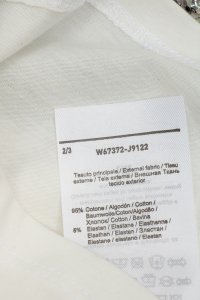 2/3
W67372-J9122
Tessuto principale / External fabric / Tissu
externe / Tela externa / Внешная Ткань
tecido exterior
95% Cotone / Algodón / Cotton /
Baumwolle/Coton/Algodão /
Хлопок/ Cotton / Bavlna
5% Elastan / Elastane / Elasthanne /
Elasthan / Elastan / Эластан /
Elastane / elastano / Elastan